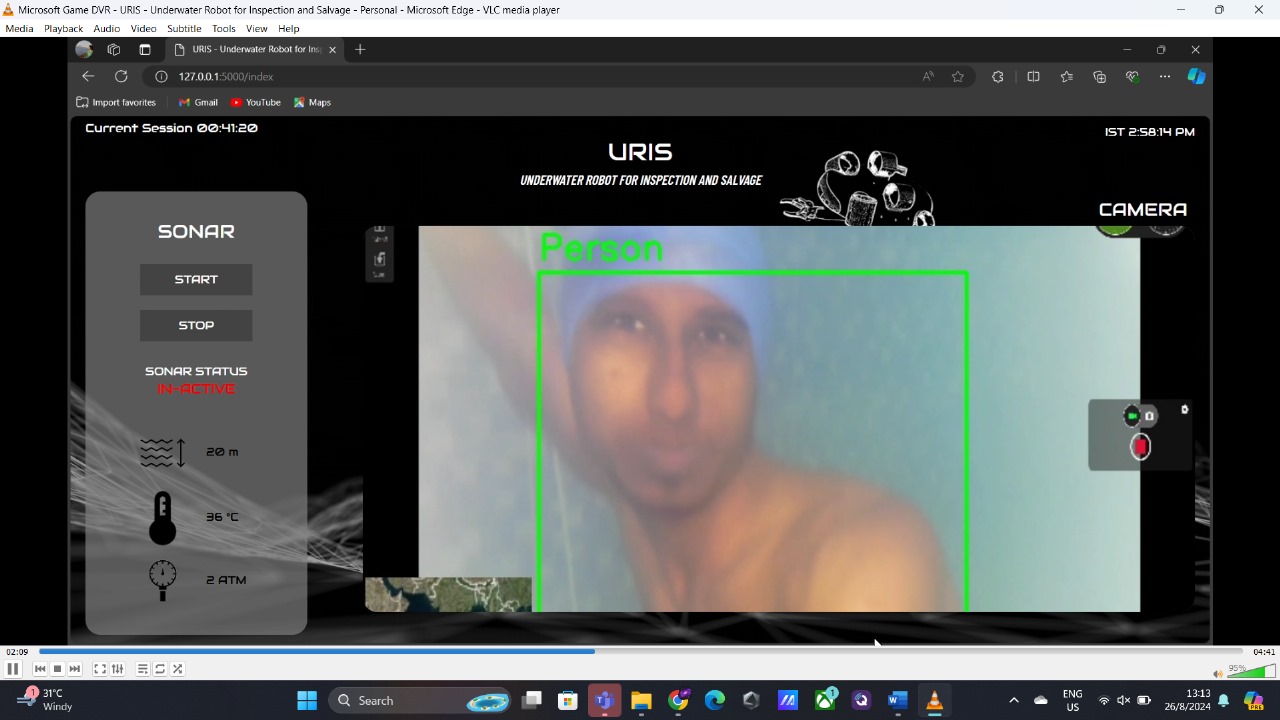 Microsoft Game DVR - URIS - Underwater Robot for Inspection and Salvage - Personal - Microsoft Edge - VLC media player
Media Playback Audio Video Subtitle Tools View Help
URIS - Underwater Robot for Ins
127.0.0.1:5000/index
Import favorites Gmail YouTube Maps
Current Session 00:41:20
IST 2:58:14 PM
URIS
UNDERWATER ROBOT FOR INSPECTION AND SALVAGE
CAMERA
SONAR
START
STOP
SONAR STATUS
IN-ACTIVE
20 m
36 °C
2 ATM
Person
02:09
04:41
95%
1
31°C
Windy
Search
1
ENG
US
13:13
26/8/2024
PRE